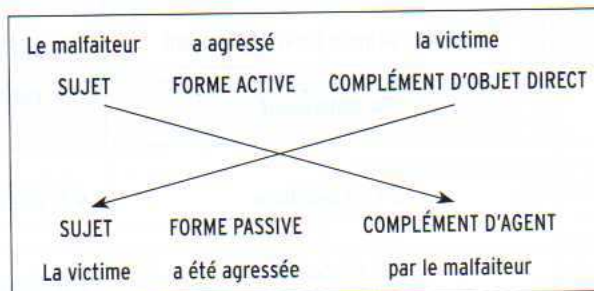 Le malfaiteur a agressé la victime
SUJET FORME ACTIVE COMPLÉMENT D'OBJET DIRECT
SUJET FORME PASSIVE COMPLÉMENT D'AGENT
La victime a été agressée par le malfaiteur